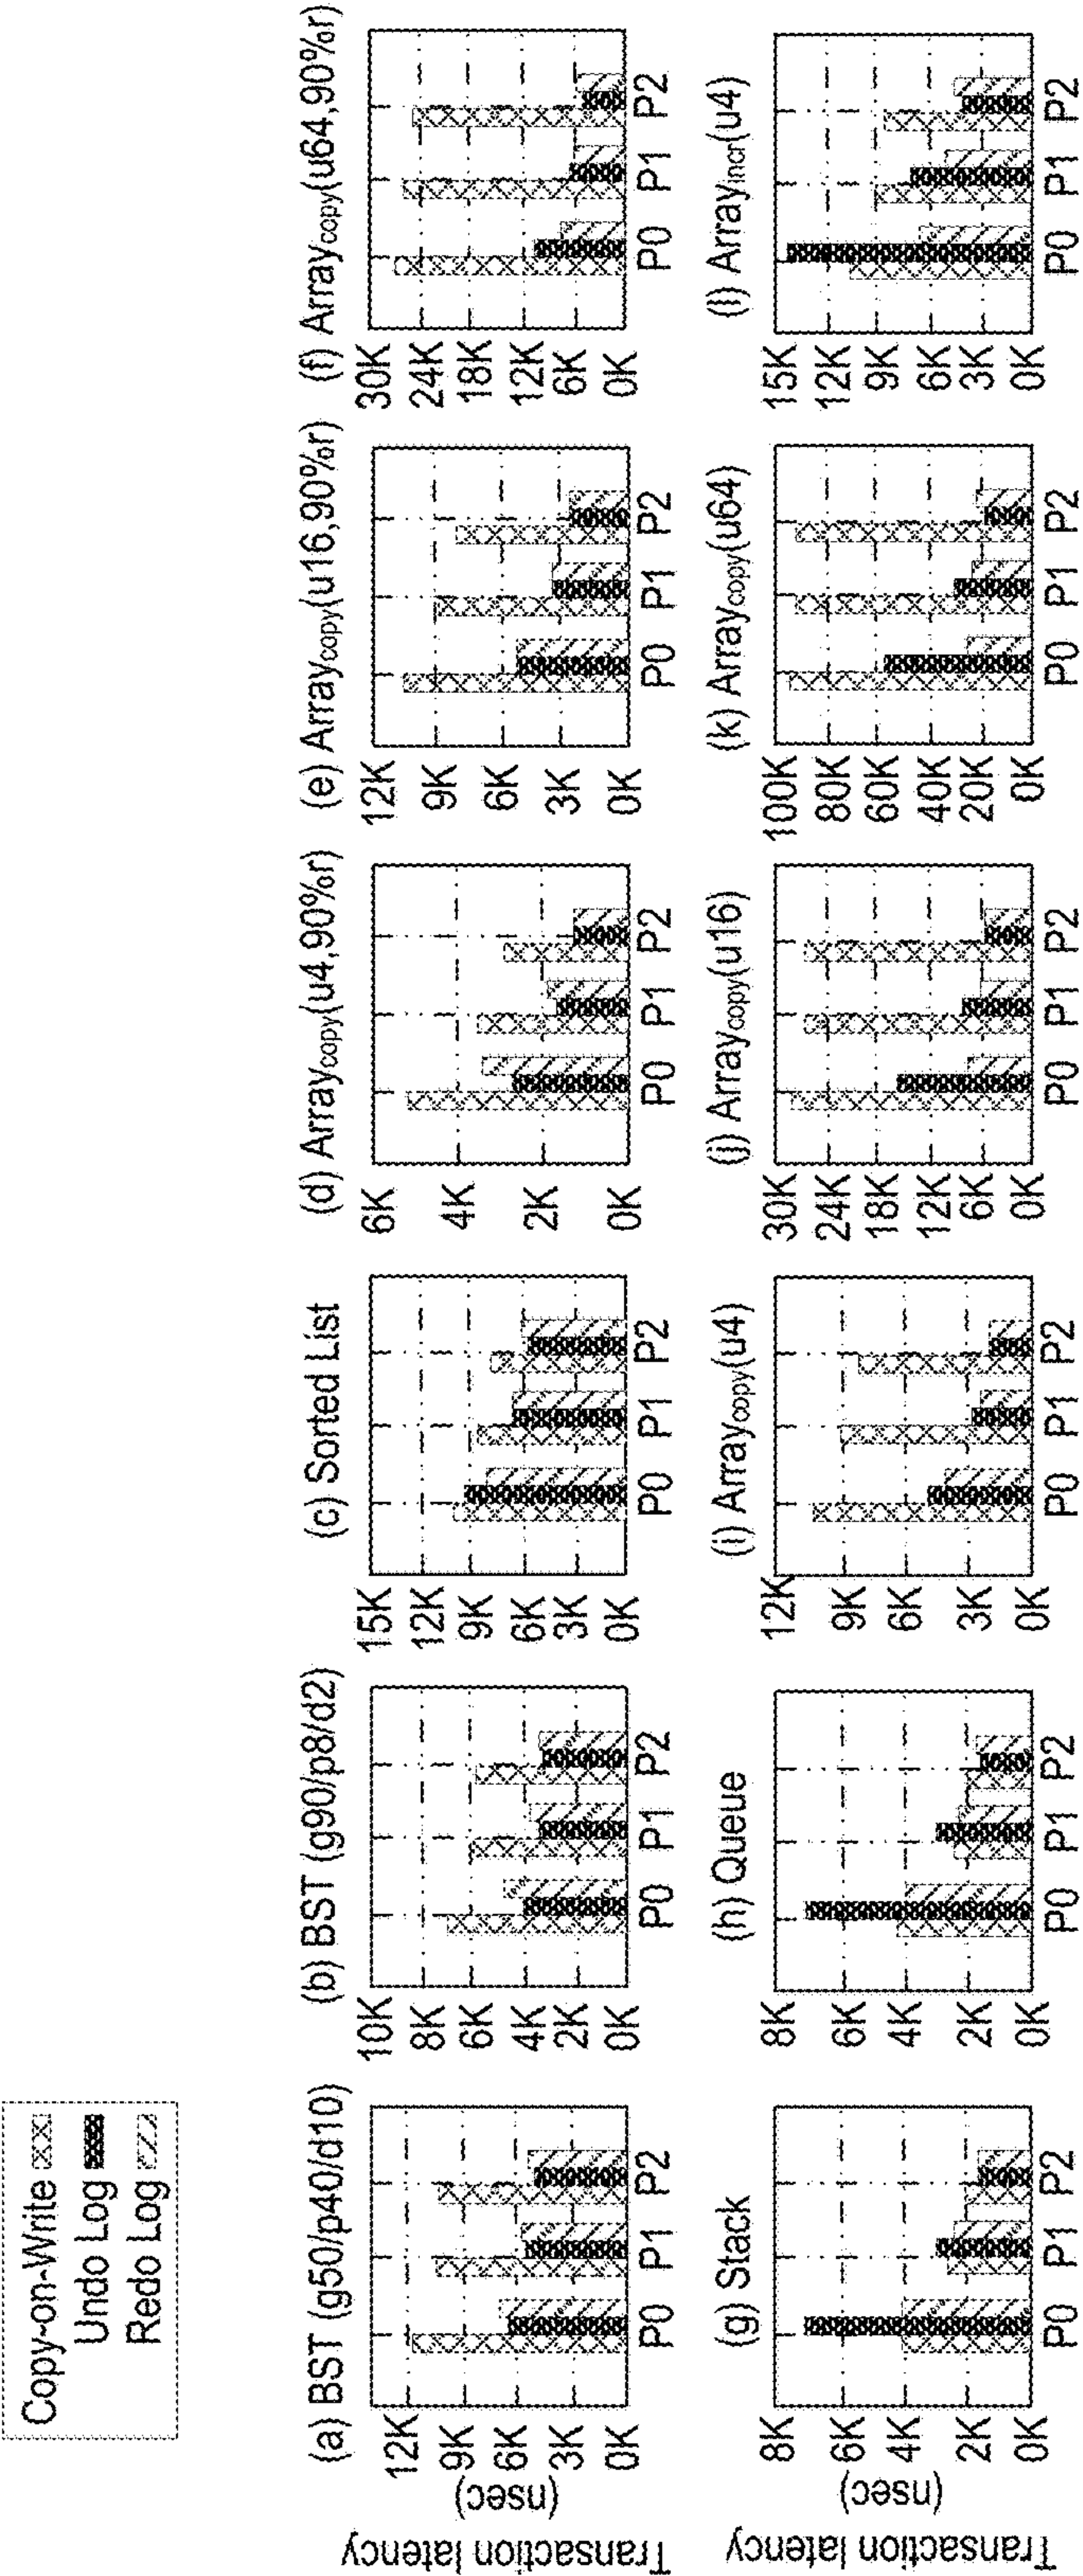 Copy-on-Write
Undo Log
Redo Log
(a) BST (g50/p40/d10)
12K
9K
6K
3K
0K
P0 P1 P2
Transaction latency
(nsec)
(b) BST (g90/p8/d2)
10K
8K
6K
4K
2K
0K
P0 P1 P2
(c) Sorted List
15K
12K
9K
6K
3K
0K
P0 P1 P2
(d) Arraycopy(u4,90%r)
6K
4K
2K
0K
P0 P1 P2
(e) Arraycopy(u16,90%r)
12K
9K
6K
3K
0K
P0 P1 P2
(f) Arraycopy(u64,90%r)
30K
24K
18K
12K
6K
0K
P0 P1 P2
(g) Stack
8K
6K
4K
2K
0K
P0 P1 P2
Transaction latency
(nsec)
(h) Queue
8K
6K
4K
2K
0K
P0 P1 P2
(i) Arraycopy(u4)
12K
9K
6K
3K
0K
P0 P1 P2
(j) Arraycopy(u16)
30K
24K
18K
12K
6K
0K
P0 P1 P2
(k) Arraycopy(u64)
100K
80K
60K
40K
20K
0K
P0 P1 P2
(l) Arrayincr(u4)
15K
12K
9K
6K
3K
0K
P0 P1 P2